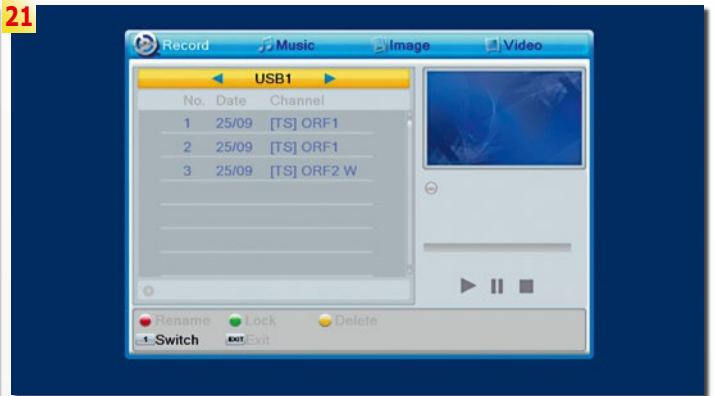 21
Record Music Image Video
USB1
No. Date Channel
1 25/09 [TS] ORF1
2 25/09 [TS] ORF1
3 25/09 [TS] ORF2 W
Rename Lock Delete
1 Switch EXIT Exit